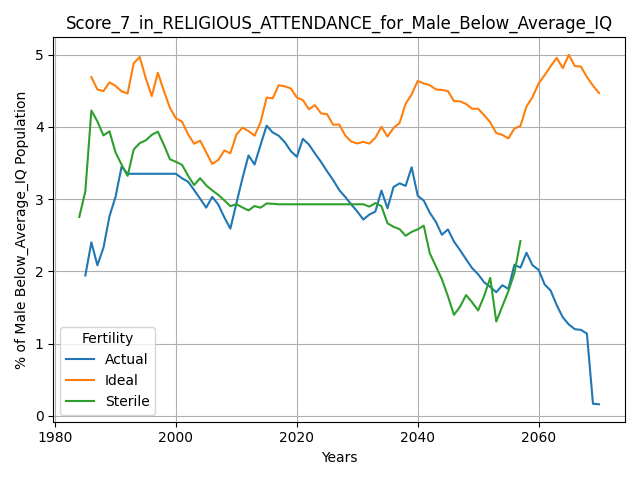 Score_7_in_RELIGIOUS_ATTENDANCE_for_Male_Below_Average_IQ
% of Male Below_Average_IQ Population
5
4
3
2
1
0
Fertility
Actual
Ideal
Sterile
1980
2000
2020
2040
2060
Years